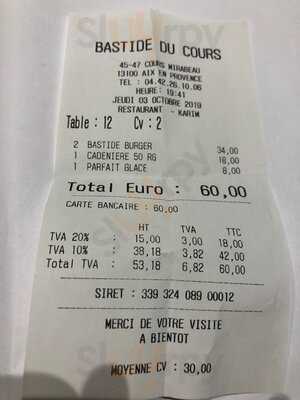 BASTIDE DU COURS
45-47 COURS MIRABEAU
13100 AIX EN PROVENCE
TEL : 04.42.26.10.06
HEURE: 19:41
JEUDI 03 OCTOBRE 2019
RESTAURANT - KARIM
Table: 12 Cv: 2
2 BASTIDE BURGER 34,00
1 CADENIERE 50 RG 18,00
1 PARFAIT GLACE 8,00
Total Euro : 60,00
CARTE BANCAIRE : 60,00
HT TVA TTC
TVA 20% : 15,00 3,00 18,00
TVA 10% : 38,18 3,82 42,00
Total TVA : 53,18 6,82 60,00
SIRET : 339 324 089 00012
MERCI DE VOTRE VISITE
A BIENTOT
MOYENNE CV : 30,00